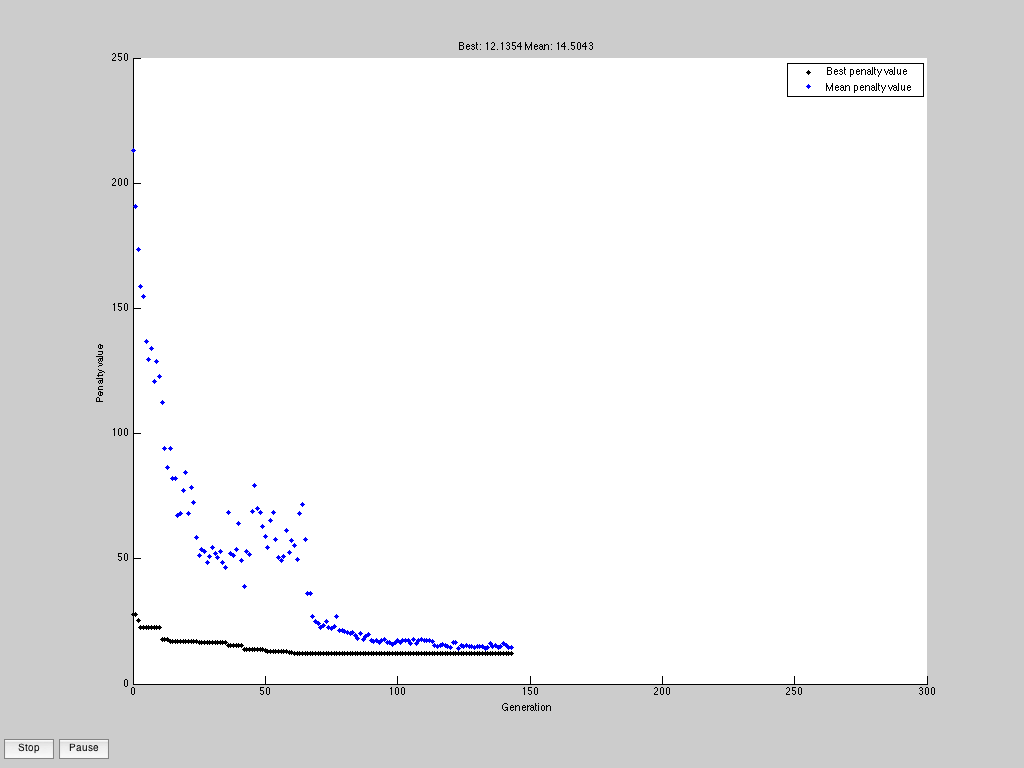 Best: 12.1354 Mean: 14.5043
250
Best penalty value
Mean penalty value
200
150
Penalty value
100
50
0
0 50 100 150 200 250 300
Generation
Stop Pause